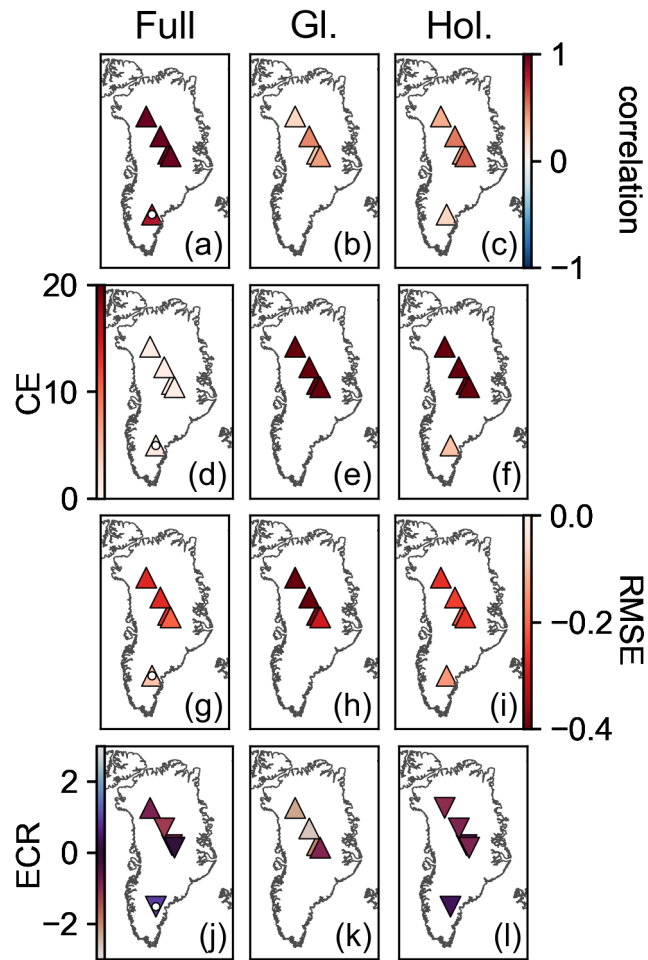 Full Gl. Hol.
(a) (b) (c)
1
0
−1
correlation
20
10
0
CE
(d) (e) (f)
(g) (h) (i)
0.0
−0.2
−0.4
RMSE
2
0
−2
ECR
(j) (k) (l)